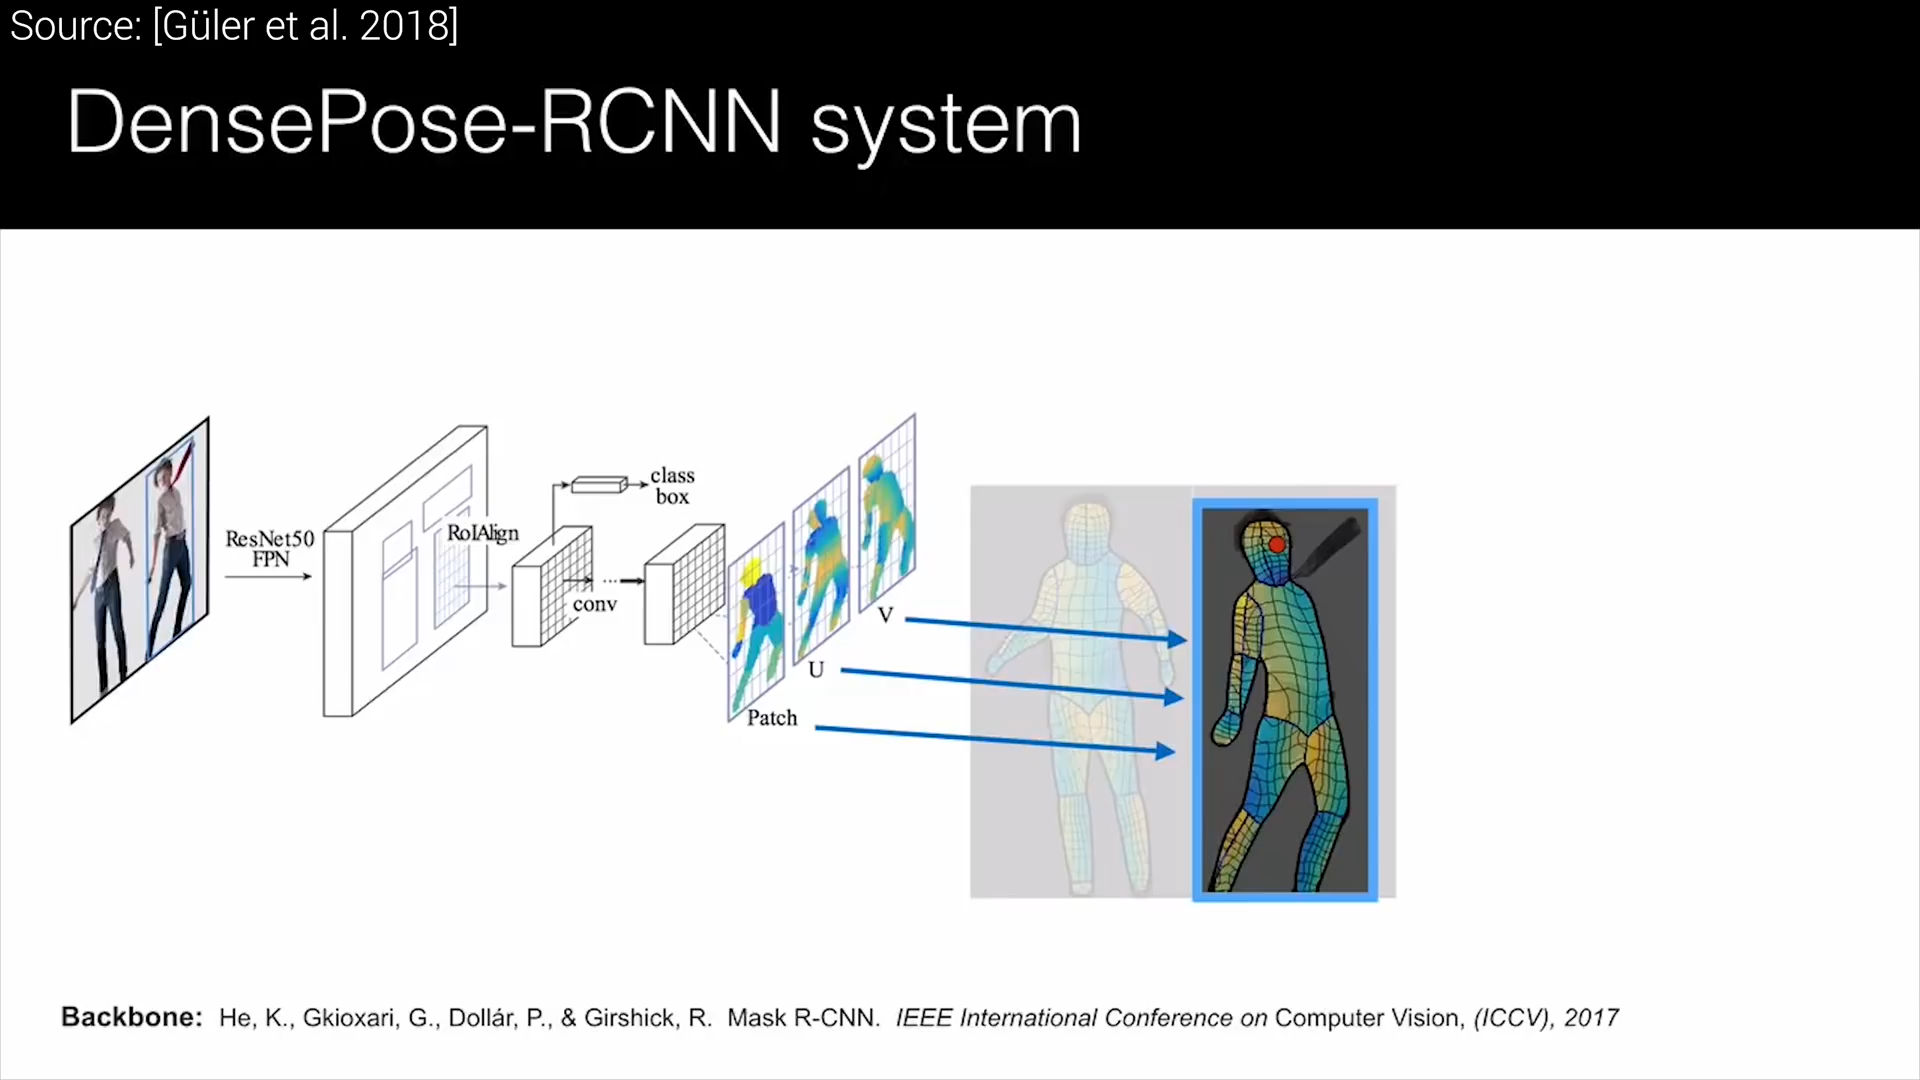 Source: [Güler et al. 2018]
DensePose-RCNN system
ResNet50
FPN
RoIAlign
class
box
conv
V
U
Patch
Backbone: He, K., Gkioxari, G., Dollár, P., & Girshick, R. Mask R-CNN. IEEE International Conference on Computer Vision, (ICCV), 2017